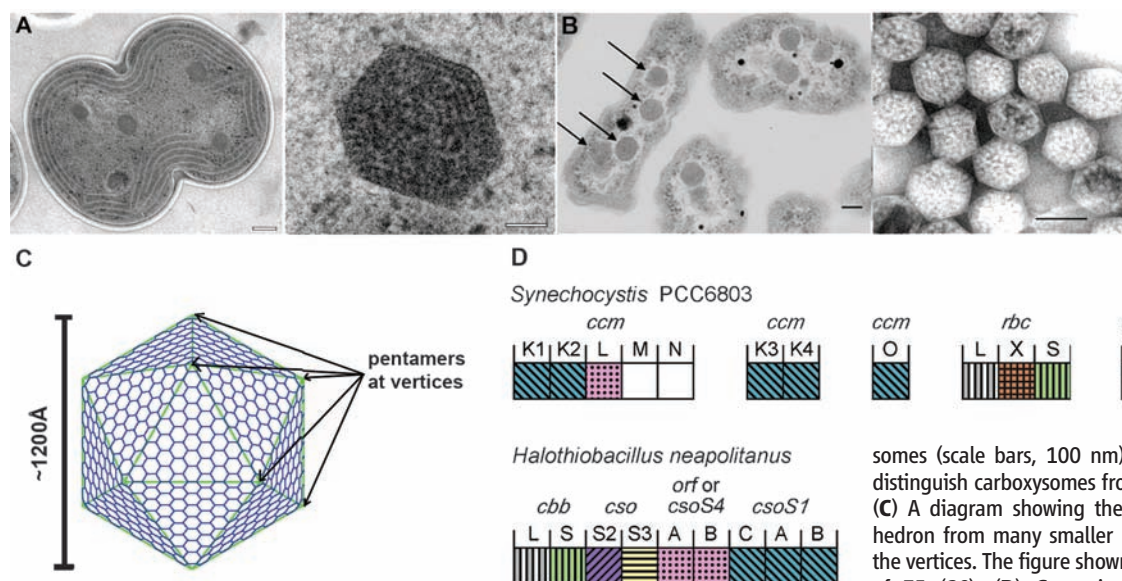 A
B
C
~1200Å
pentamers
at vertices
D
Synechocystis PCC6803
ccm ccm ccm rbc
K1 K2 L M N K3 K4 O L X S
Halothiobacillus neapolitanus
cbb cso orf or csoS4 csoS1
L S S2 S3 A B C A B
somes (scale bars, 100 nm)
distinguish carboxysomes fro
(C) A diagram showing the
hedron from many smaller
the vertices. The figure shown